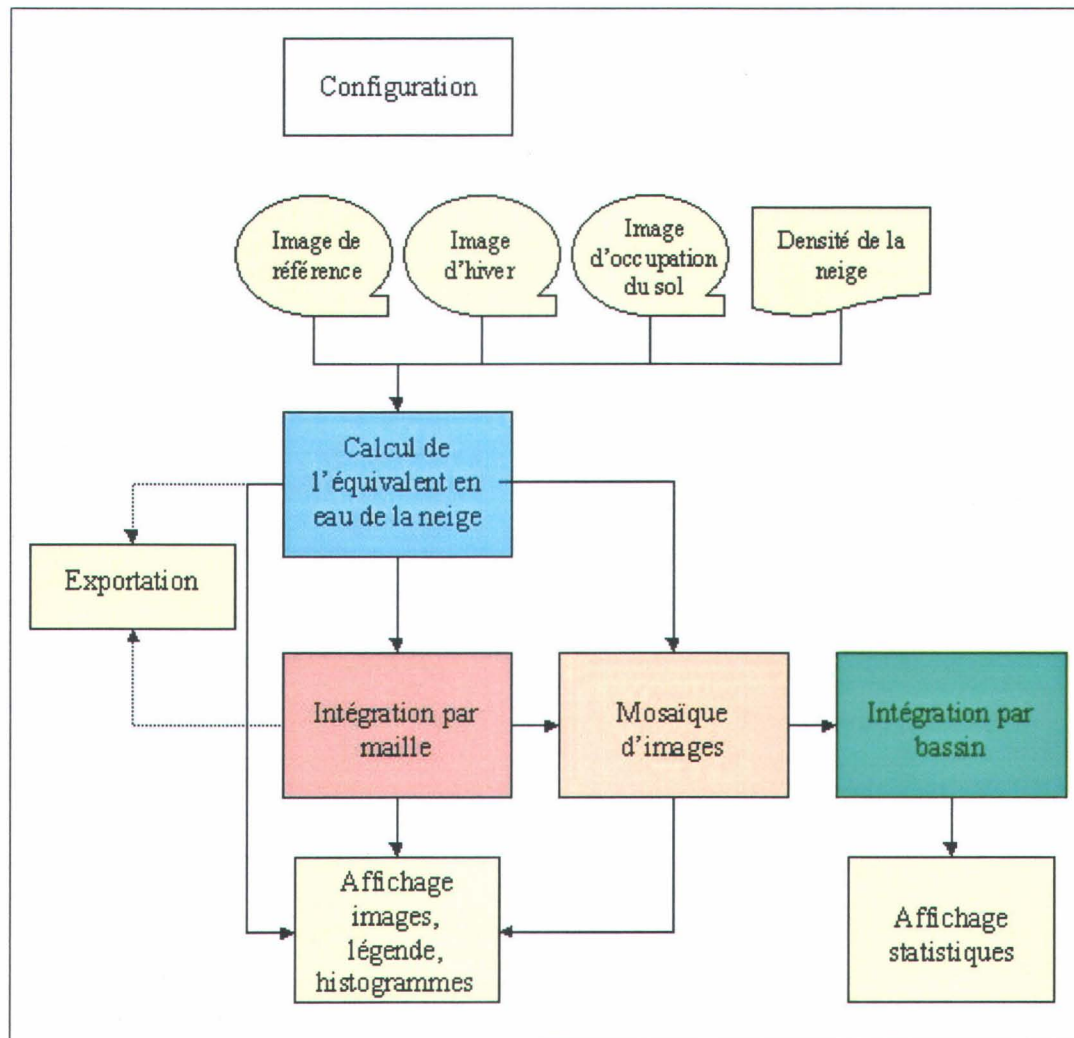 Configuration
Image de
référence
Image
d'hiver
Image
d'occupation
du sol
Densité de la
neige
Calcul de
l'équivalent en
eau de la neige
Exportation
Intégration par
maille
Mosaïque
d'images
Intégration par
bassin
Affichage
images,
légende,
histogrammes
Affichage
statistiques